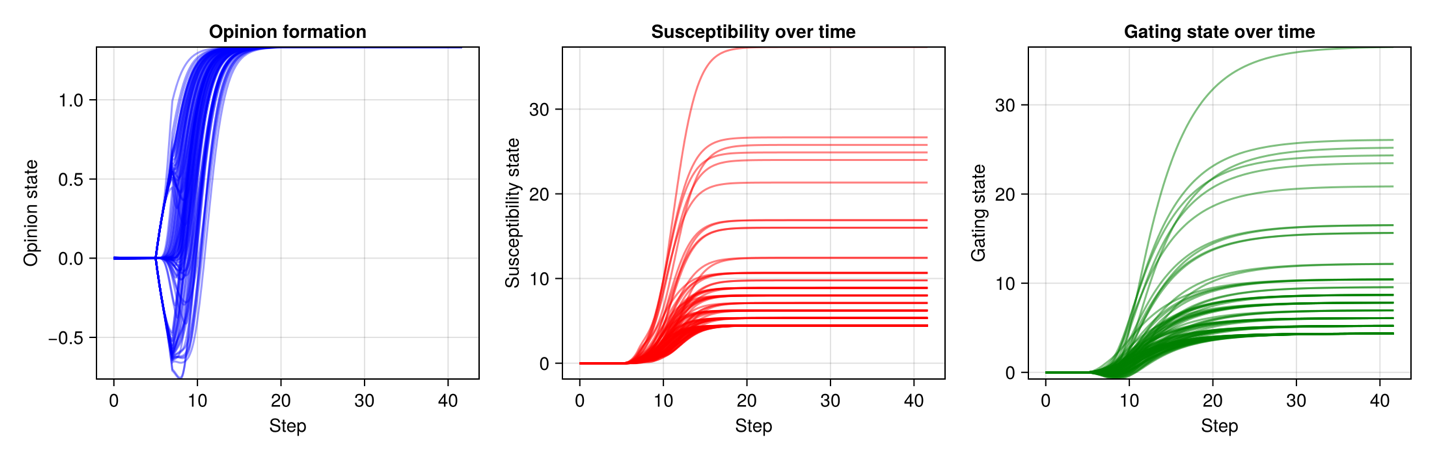 Opinion formation
Opinion state
1.0
0.5
0.0
−0.5
0 10 20 30 40
Step
Susceptibility over time
Susceptibility state
30
20
10
0
0 10 20 30 40
Step
Gating state over time
Gating state
30
20
10
0
0 10 20 30 40
Step